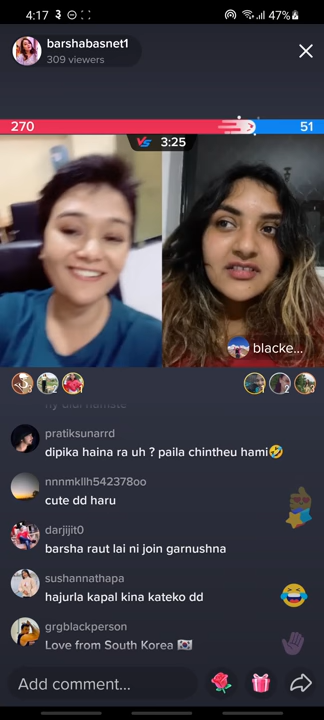 4:17
47%
barshabasnet1
309 viewers
270
51
VS 3:25
blacke...
pratiksunarrd
dipika haina ra uh ? paila chintheu hami🤣
nnnmkllh542378oo
cute dd haru
darjijit0
barsha raut lai ni join garnushna
sushannathapa
hajurla kapal kina kateko dd
grgblackperson
Love from South Korea 🇰🇷
Add comment...